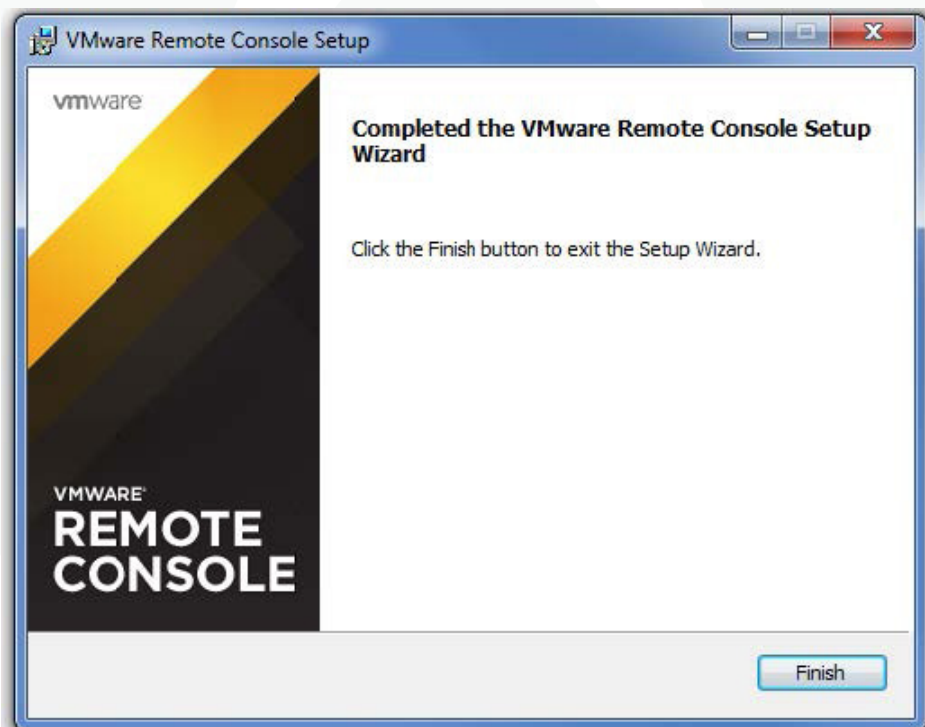 VMware Remote Console Setup
vmware
Completed the VMware Remote Console Setup
Wizard
Click the Finish button to exit the Setup Wizard.
VMWARE®
REMOTE
CONSOLE
Finish